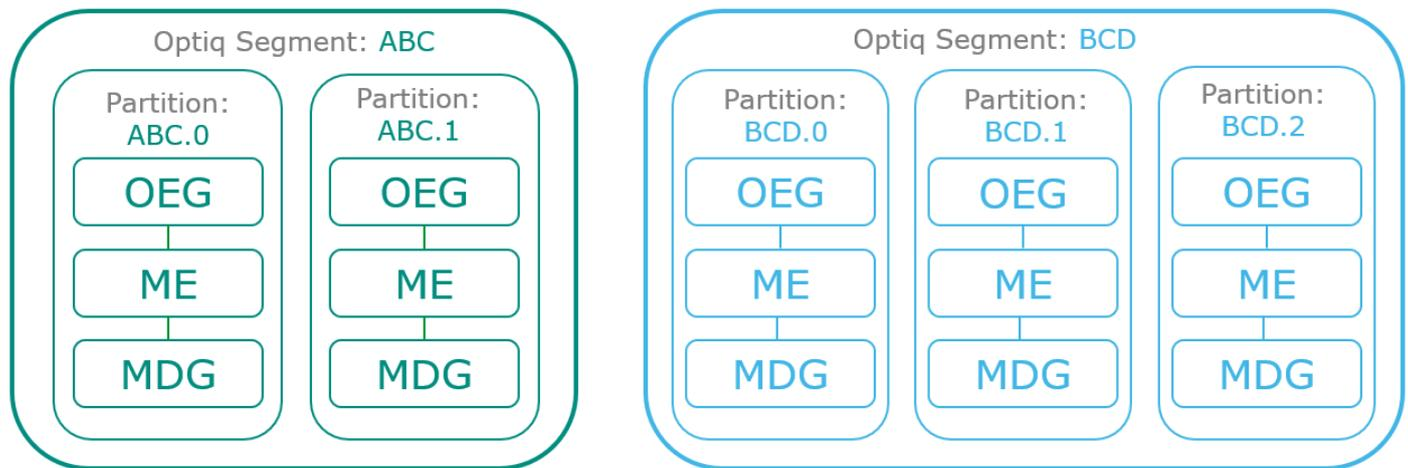 Optiq Segment: ABC
Partition:
ABC.0
OEG
ME
MDG
Partition:
ABC.1
OEG
ME
MDG
Optiq Segment: BCD
Partition:
BCD.0
OEG
ME
MDG
Partition:
BCD.1
OEG
ME
MDG
Partition:
BCD.2
OEG
ME
MDG